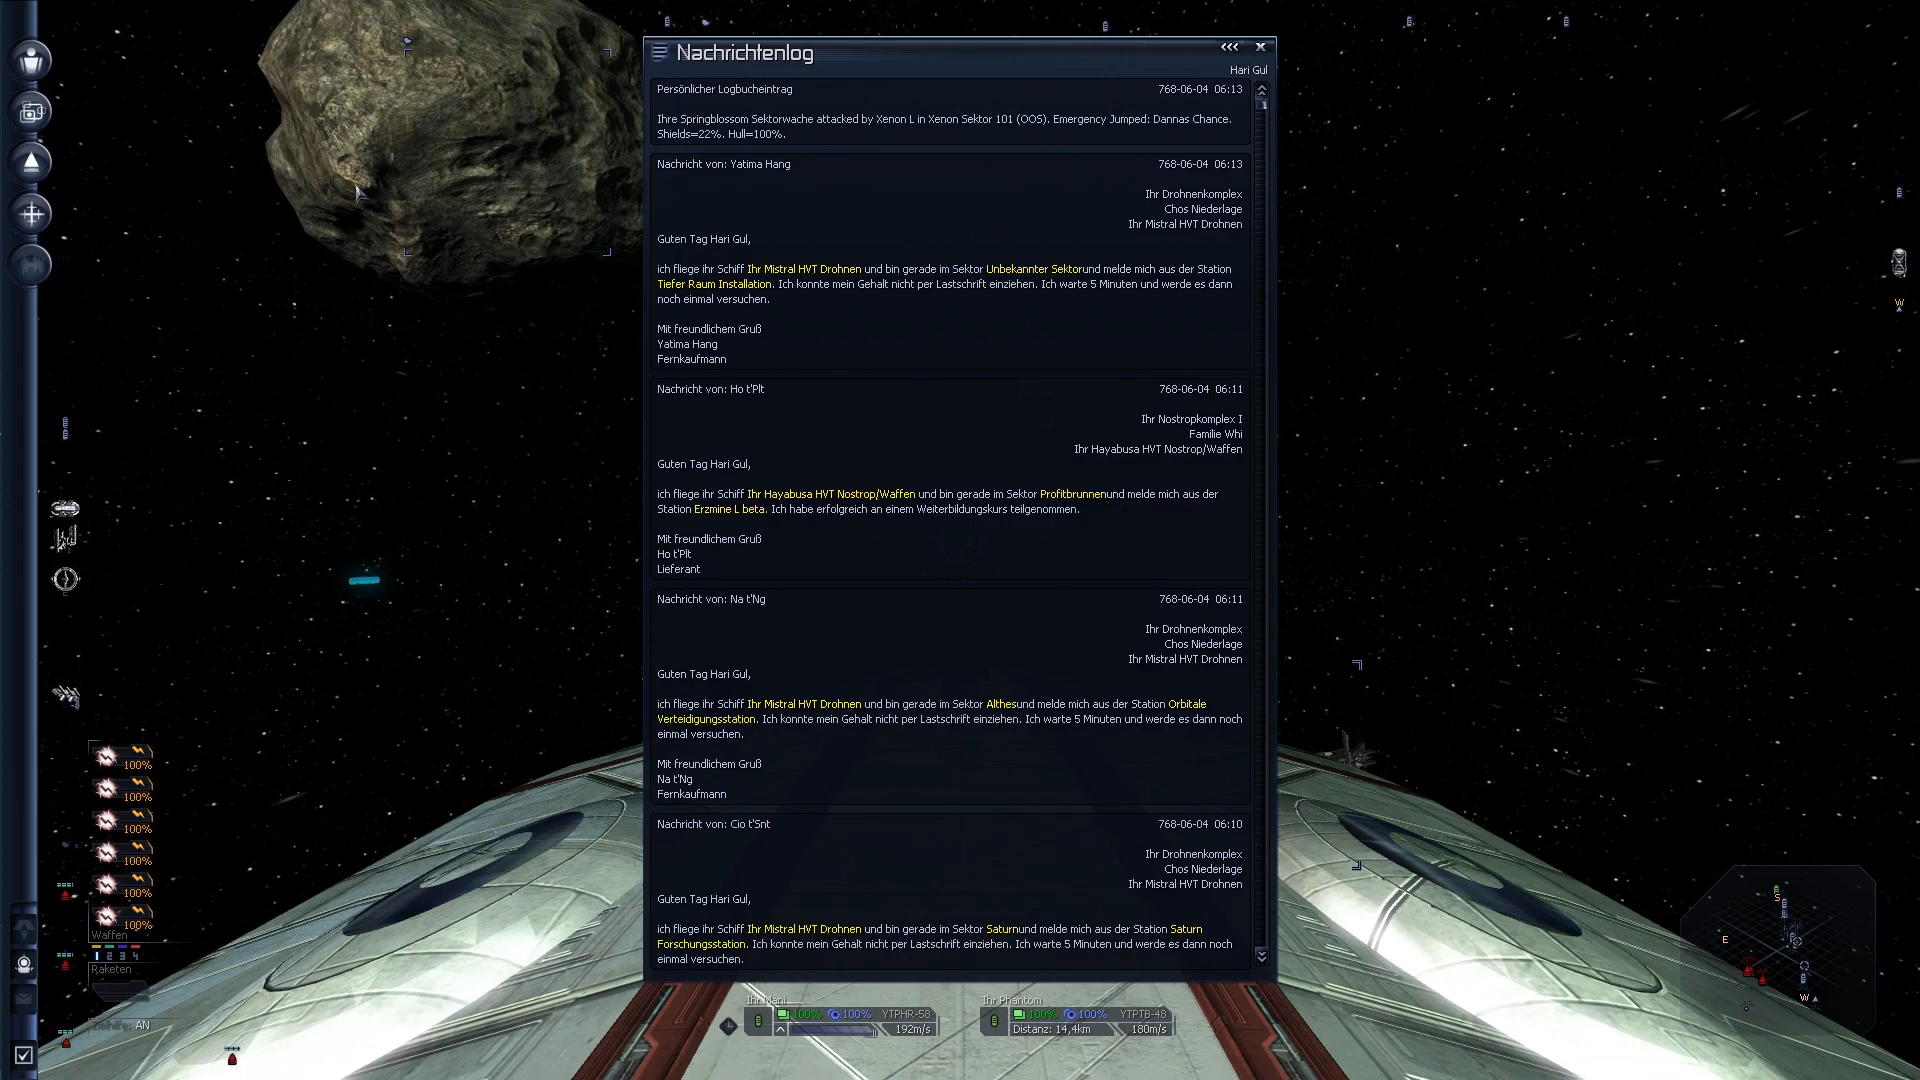 Nachrichtenlog
Hari Gul
Persönlicher Logbucheintrag 768-06-04 06:13
Ihre Springblossom Sektorwache attacked by Xenon L in Xenon Sektor 101 (OOS). Emergency Jumped: Dannas Chance.
Shields=22%. Hull=100%.
Nachricht von: Yatima Hang 768-06-04 06:13
Ihr Drohnenkomplex
Chos Niederlage
Ihr Mistral HVT Drohnen
Guten Tag Hari Gul,
ich fliege ihr Schiff Ihr Mistral HVT Drohnen und bin gerade im Sektor Unbekannter Sektorund melde mich aus der Station
Tiefer Raum Installation. Ich konnte mein Gehalt nicht per Lastschrift einziehen. Ich warte 5 Minuten und werde es dann
noch einmal versuchen.
Mit freundlichem Gruß
Yatima Hang
Fernkaufmann
Nachricht von: Ho t'Plt 768-06-04 06:11
Ihr Nostropkomplex I
Familie Whi
Ihr Hayabusa HVT Nostrop/Waffen
Guten Tag Hari Gul,
ich fliege ihr Schiff Ihr Hayabusa HVT Nostrop/Waffen und bin gerade im Sektor Profitbrunnenund melde mich aus der
Station Erzmine L beta. Ich habe erfolgreich an einem Weiterbildungskurs teilgenommen.
Mit freundlichem Gruß
Ho t'Plt
Lieferant
Nachricht von: Na t'Ng 768-06-04 06:11
Ihr Drohnenkomplex
Chos Niederlage
Ihr Mistral HVT Drohnen
Guten Tag Hari Gul,
ich fliege ihr Schiff Ihr Mistral HVT Drohnen und bin gerade im Sektor Althesund melde mich aus der Station Orbitale
Verteidigungsstation. Ich konnte mein Gehalt nicht per Lastschrift einziehen. Ich warte 5 Minuten und werde es dann noch
einmal versuchen.
Mit freundlichem Gruß
Na t'Ng
Fernkaufmann
Nachricht von: Cio t'Snt 768-06-04 06:10
Ihr Drohnenkomplex
Chos Niederlage
Ihr Mistral HVT Drohnen
Guten Tag Hari Gul,
ich fliege ihr Schiff Ihr Mistral HVT Drohnen und bin gerade im Sektor Saturnund melde mich aus der Station Saturn
Forschungsstation. Ich konnte mein Gehalt nicht per Lastschrift einziehen. Ich warte 5 Minuten und werde es dann noch
einmal versuchen.
W
100%
100%
100%
100%
100%
100%
Waffen
1 2 3 4
Raketen
AN
Ihr
100% 100% YTPHR-58
192m/s
Ihr Phantom
100% 100% YTPTB-48
Distanz: 14,4km 180m/s
S
E
W